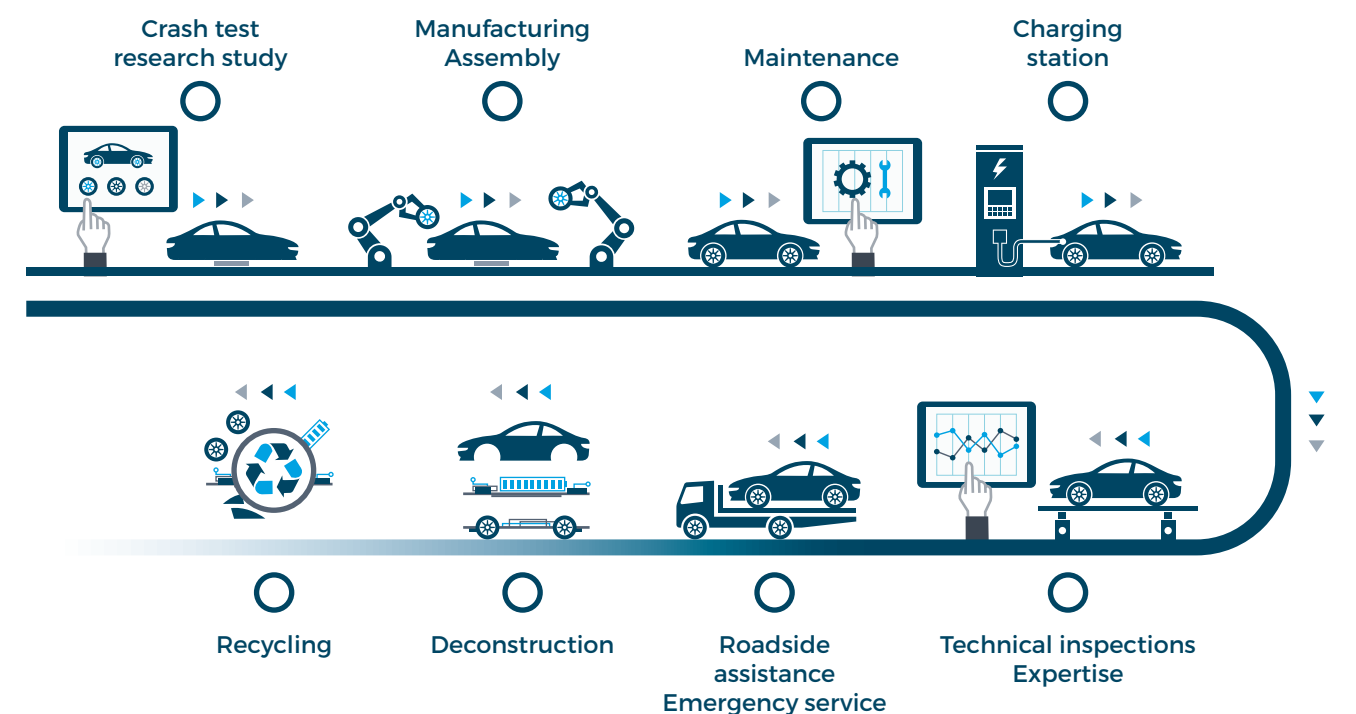 Crash test
research study
Manufacturing
Assembly
Maintenance
Charging
station
Recycling
Deconstruction
Roadside
assistance
Emergency service
Technical inspections
Expertise